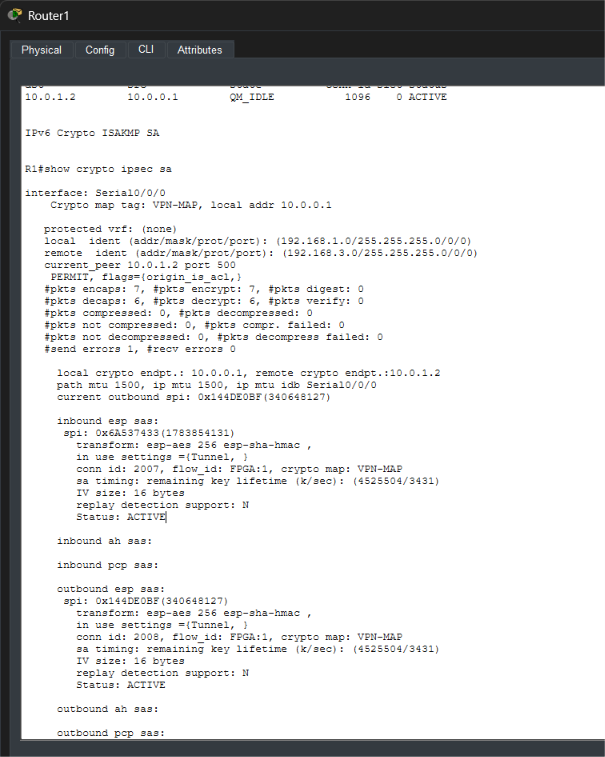 Router1
Physical Config CLI Attributes
10.0.1.2 10.0.0.1 QM_IDLE 1096 0 ACTIVE
IPv6 Crypto ISAKMP SA
R1#show crypto ipsec sa
interface: Serial0/0/0
Crypto map tag: VPN-MAP, local addr 10.0.0.1
protected vrf: (none)
local ident (addr/mask/prot/port): (192.168.1.0/255.255.255.0/0/0)
remote ident (addr/mask/prot/port): (192.168.3.0/255.255.255.0/0/0)
current_peer 10.0.1.2 port 500
PERMIT, flags={origin_is_acl,}
#pkts encaps: 7, #pkts encrypt: 7, #pkts digest: 0
#pkts decaps: 6, #pkts decrypt: 6, #pkts verify: 0
#pkts compressed: 0, #pkts decompressed: 0
#pkts not compressed: 0, #pkts compr. failed: 0
#pkts not decompressed: 0, #pkts decompress failed: 0
#send errors 1, #recv errors 0
local crypto endpt.: 10.0.0.1, remote crypto endpt.:10.0.1.2
path mtu 1500, ip mtu 1500, ip mtu idb Serial0/0/0
current outbound spi: 0x144DE0BF(340648127)
inbound esp sas:
spi: 0x6A537433(1783854131)
transform: esp-aes 256 esp-sha-hmac ,
in use settings ={Tunnel, }
conn id: 2007, flow_id: FPGA:1, crypto map: VPN-MAP
sa timing: remaining key lifetime (k/sec): (4525504/3431)
IV size: 16 bytes
replay detection support: N
Status: ACTIVE
inbound ah sas:
inbound pcp sas:
outbound esp sas:
spi: 0x144DE0BF(340648127)
transform: esp-aes 256 esp-sha-hmac ,
in use settings ={Tunnel, }
conn id: 2008, flow_id: FPGA:1, crypto map: VPN-MAP
sa timing: remaining key lifetime (k/sec): (4525504/3431)
IV size: 16 bytes
replay detection support: N
Status: ACTIVE
outbound ah sas:
outbound pcp sas: